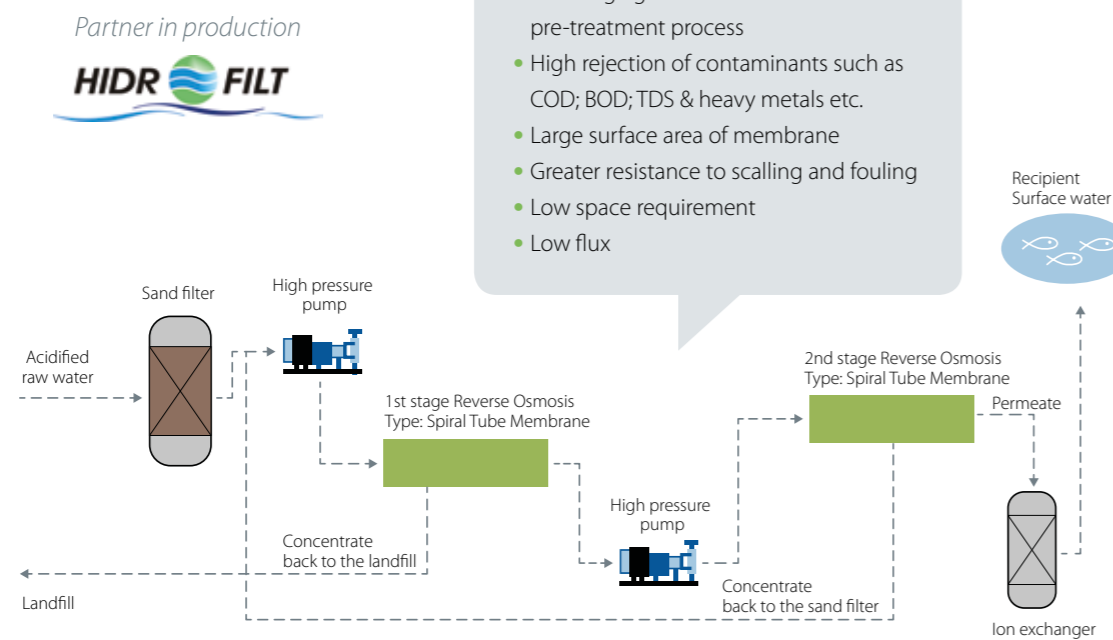 Partner in production
HIDR FILT
pre-treatment process
• High rejection of contaminants such as
COD; BOD; TDS & heavy metals etc.
• Large surface area of membrane
• Greater resistance to scalling and fouling
• Low space requirement
• Low flux
Recipient
Surface water
Sand filter
High pressure
pump
Acidified
raw water
1st stage Reverse Osmosis
Type: Spiral Tube Membrane
2nd stage Reverse Osmosis
Type: Spiral Tube Membrane
Permeate
High pressure
pump
Concentrate
back to the landfill
Landfill
Concentrate
back to the sand filter
Ion exchanger